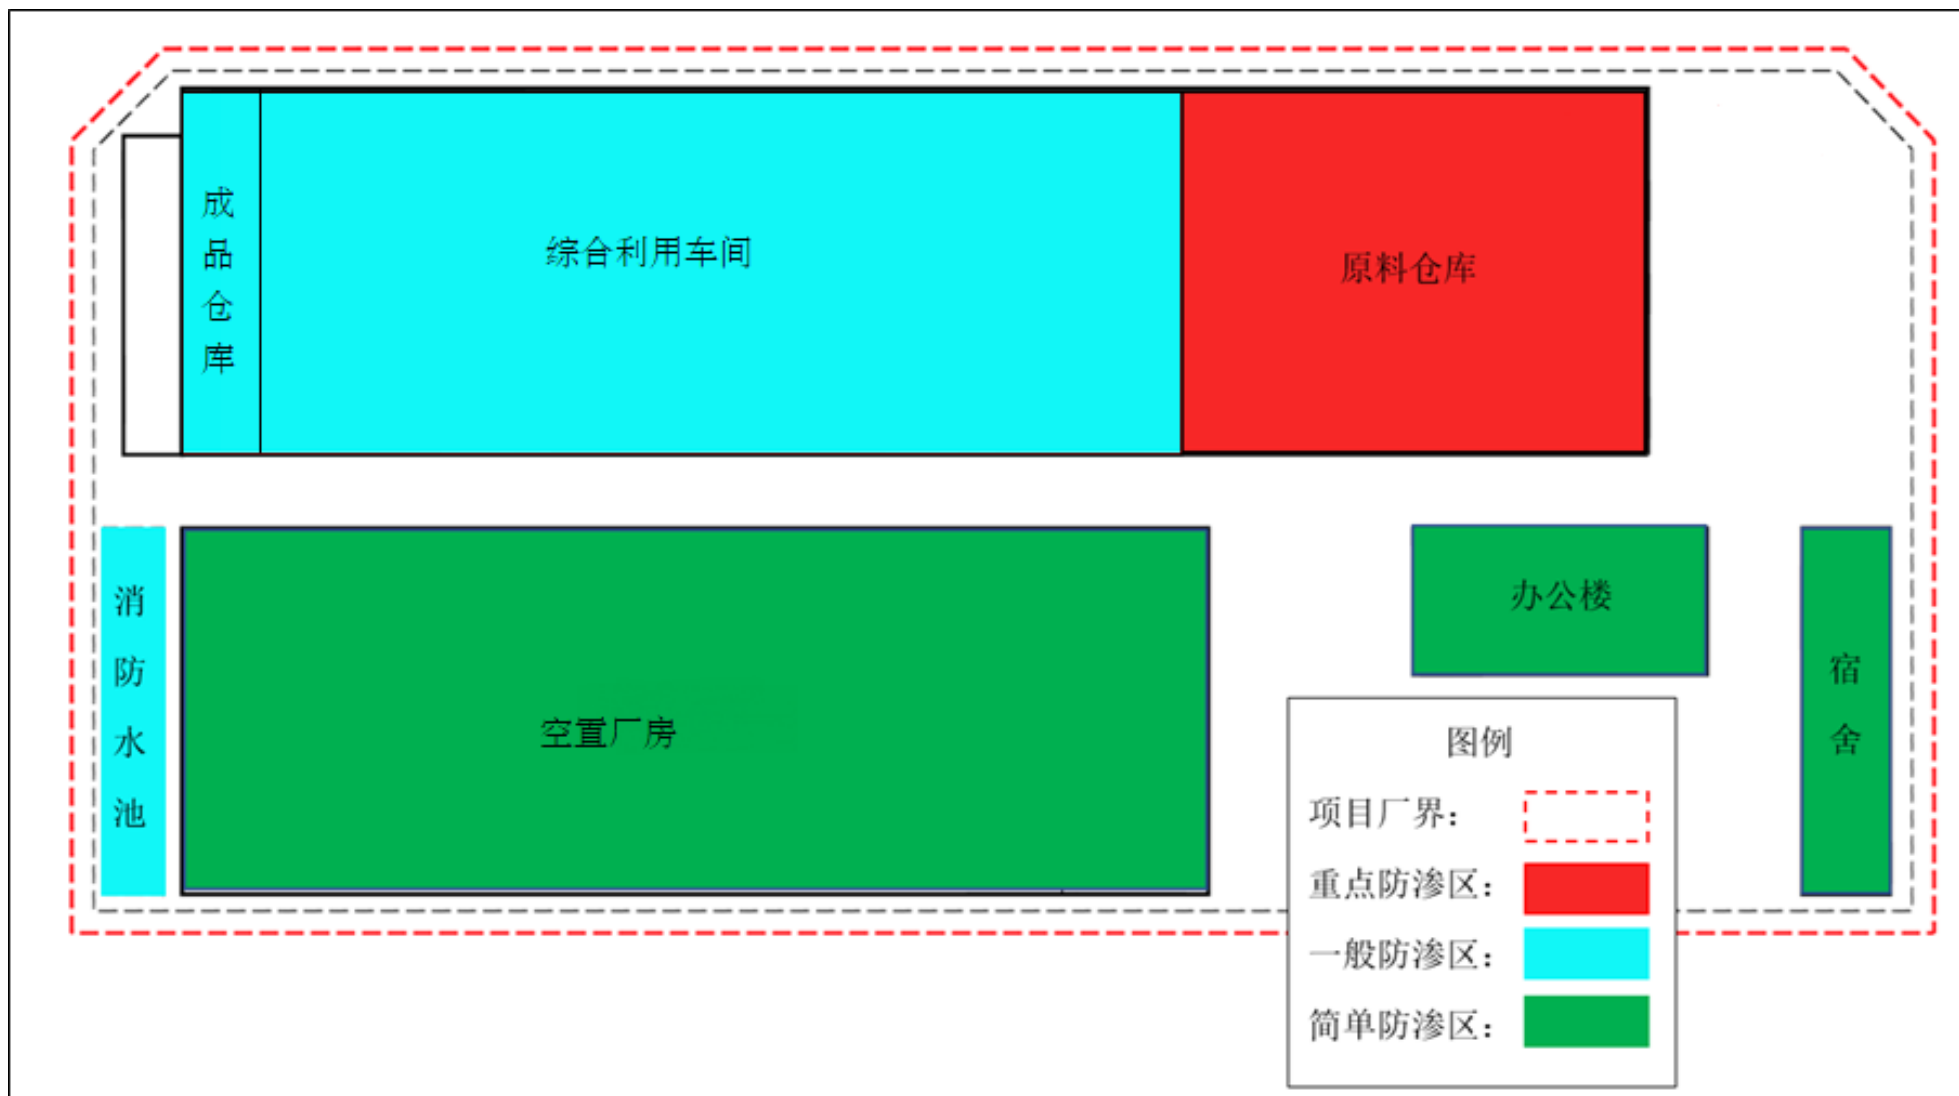 成品仓库
综合利用车间
原料仓库
消防水池
空置厂房
办公楼
宿舍
图例
项目厂界：
重点防渗区：
一般防渗区：
简单防渗区：